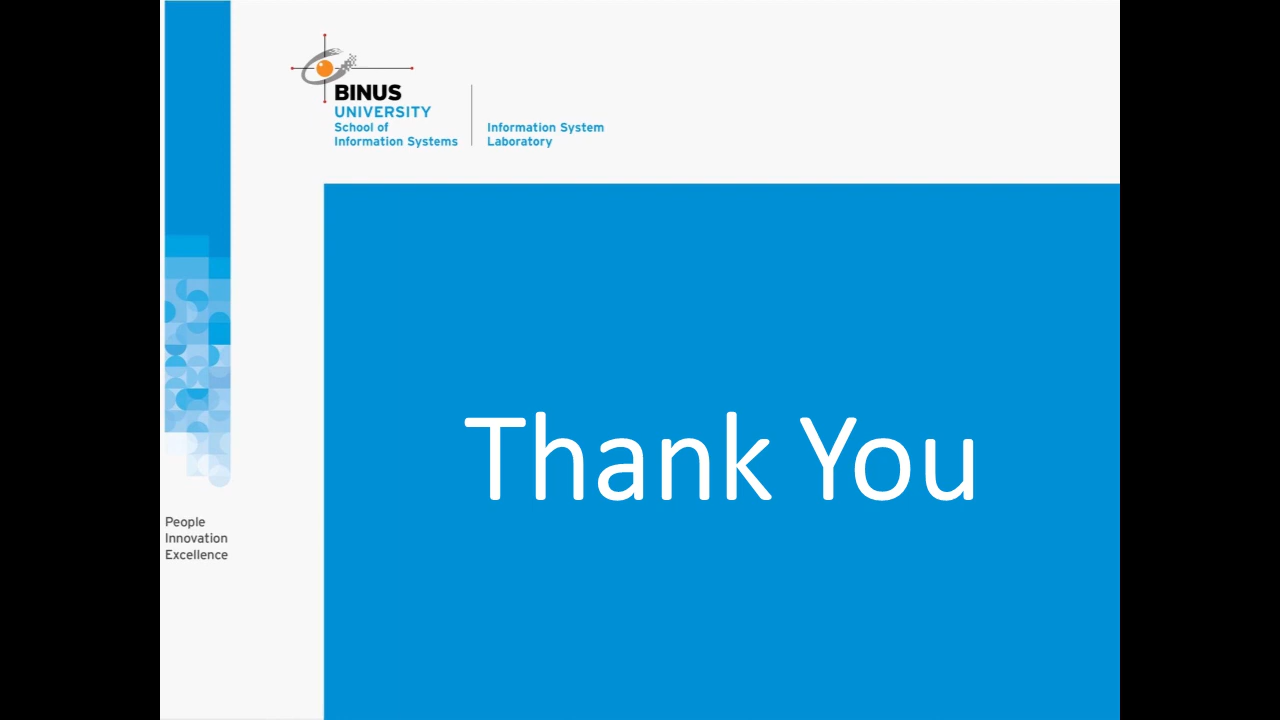 BINUS
UNIVERSITY
School of
Information Systems
Information System
Laboratory
Thank You
People
Innovation
Excellence